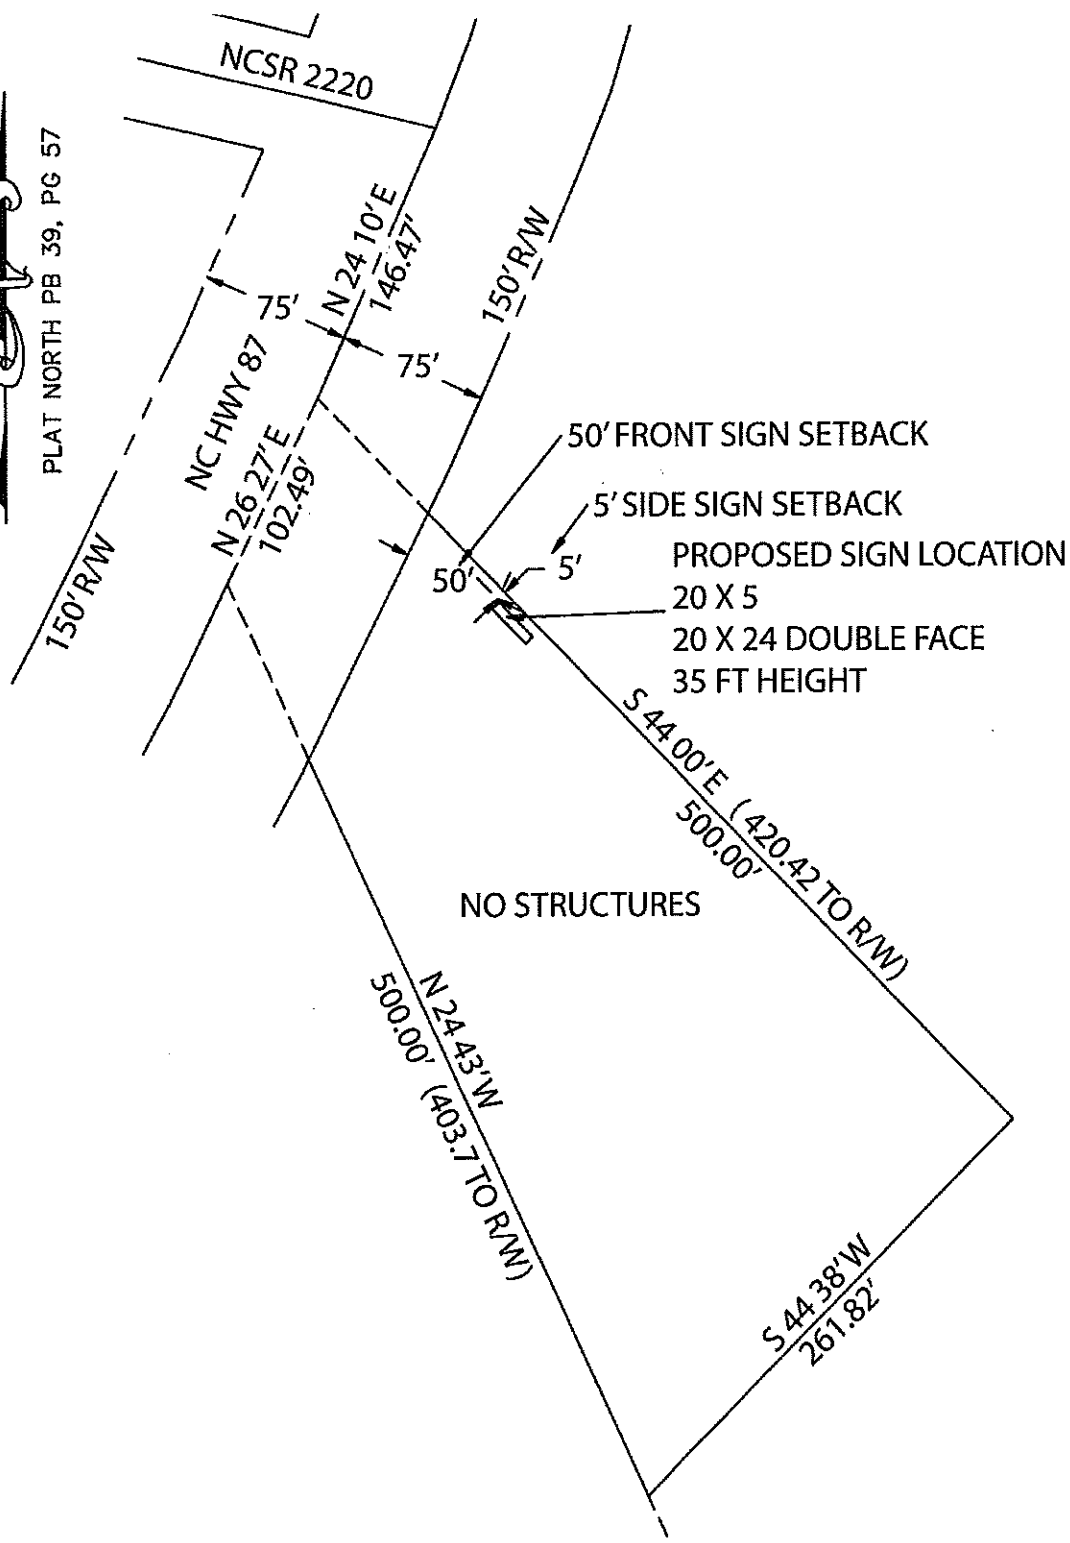 NCSR 2220
PLAT NORTH PB 39, PG 57
N 24 10' E
146.47'
150' R/W
75'
75'
NC HWY 87
N 26 27' E
102.49'
150' R/W
50' FRONT SIGN SETBACK
5' SIDE SIGN SETBACK
50'
5'
PROPOSED SIGN LOCATION
20 X 5
20 X 24 DOUBLE FACE
35 FT HEIGHT
S 44 00' E (420.42 TO R/W)
500.00'
NO STRUCTURES
N 24 43' W
500.00' (403.7 TO R/W)
S 44 38' W
261.82'